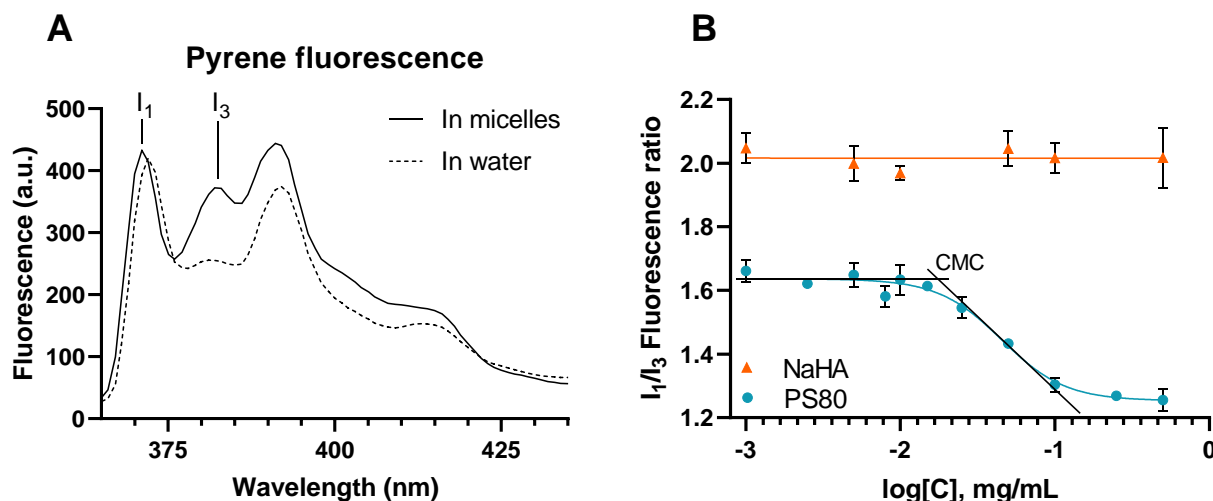 A
Pyrene fluorescence
I1
I3
In micelles
In water
500
400
300
200
100
0
Fluorescence (a.u.)
375
400
425
Wavelength (nm)
B
2.2
2.0
1.8
1.6
1.4
1.2
I1/I3 Fluorescence ratio
CMC
NaHA
PS80
-3
-2
-1
0
log[C], mg/mL